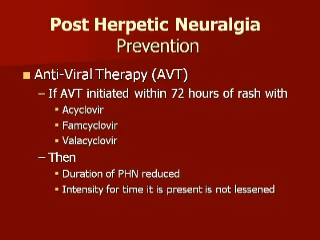 Post Herpetic Neuralgia
Prevention
Anti-Viral Therapy (AVT)
– If AVT initiated within 72 hours of rash with
Acyclovir
Famcyclovir
Valacyclovir
– Then
Duration of PHN reduced
Intensity for time it is present is not lessened